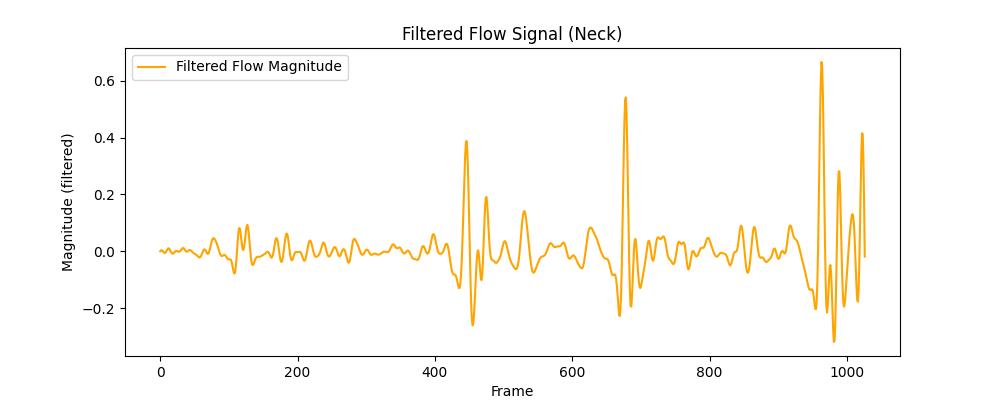 Filtered Flow Signal (Neck)
Filtered Flow Magnitude
Magnitude (filtered)
0.6
0.4
0.2
0.0
−0.2
0 200 400 600 800 1000
Frame